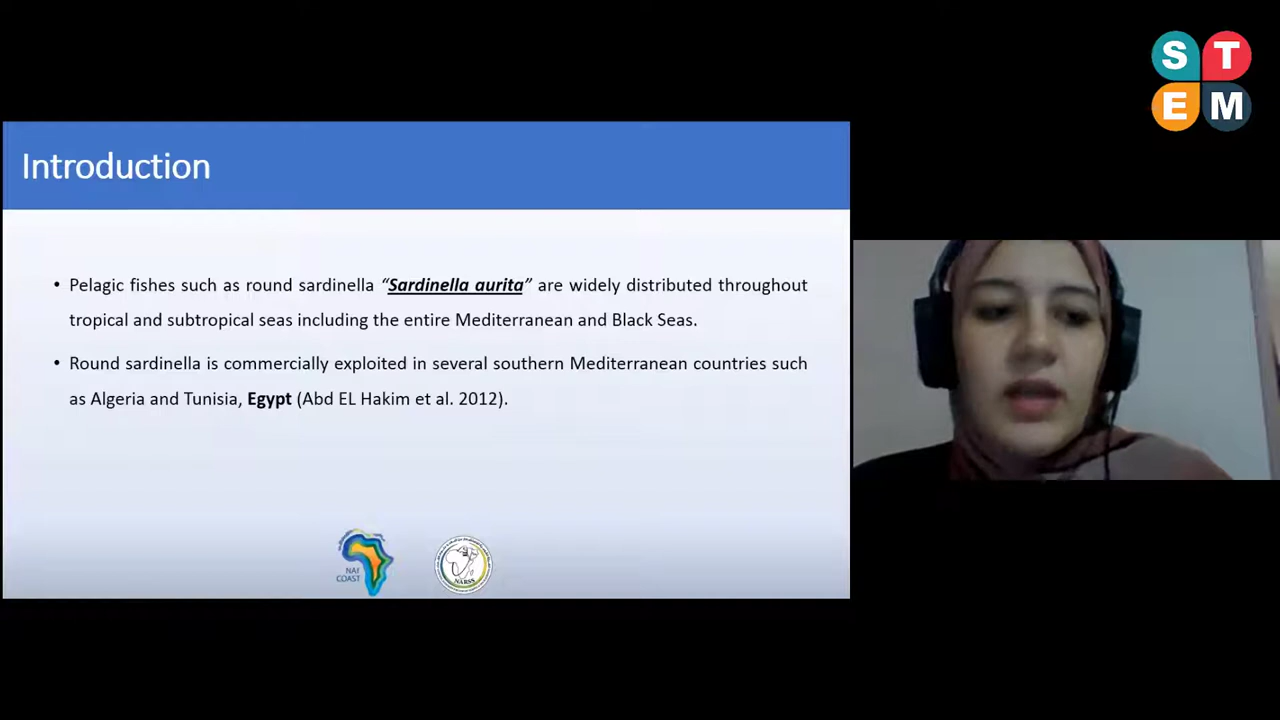 S T
E M
Introduction
• Pelagic fishes such as round sardinella “Sardinella aurita” are widely distributed throughout
tropical and subtropical seas including the entire Mediterranean and Black Seas.
• Round sardinella is commercially exploited in several southern Mediterranean countries such
as Algeria and Tunisia, Egypt (Abd EL Hakim et al. 2012).
NAF
COAST
NARSS